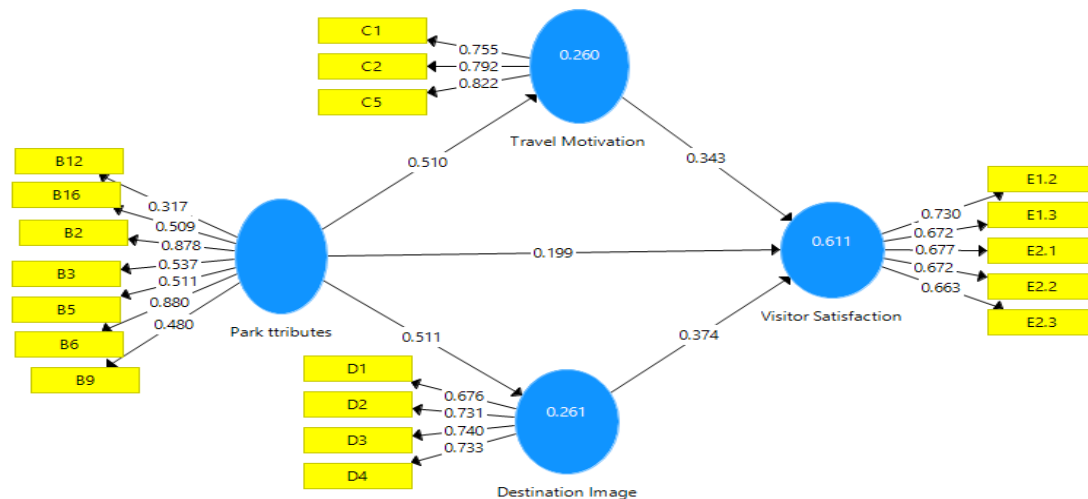 C1
0.755
C2
0.792
C5
0.822
0.260
Travel Motivation
0.510
0.343
B12
0.317
B16
0.509
B2
0.878
B3
0.537
B5
0.511
B6
0.880
B9
0.480
Park ttributes
0.199
0.611
Visitor Satisfaction
E1.2
0.730
E1.3
0.672
E2.1
0.677
E2.2
0.672
E2.3
0.663
0.511
0.374
D1
0.676
D2
0.731
D3
0.740
D4
0.733
0.261
Destination Image